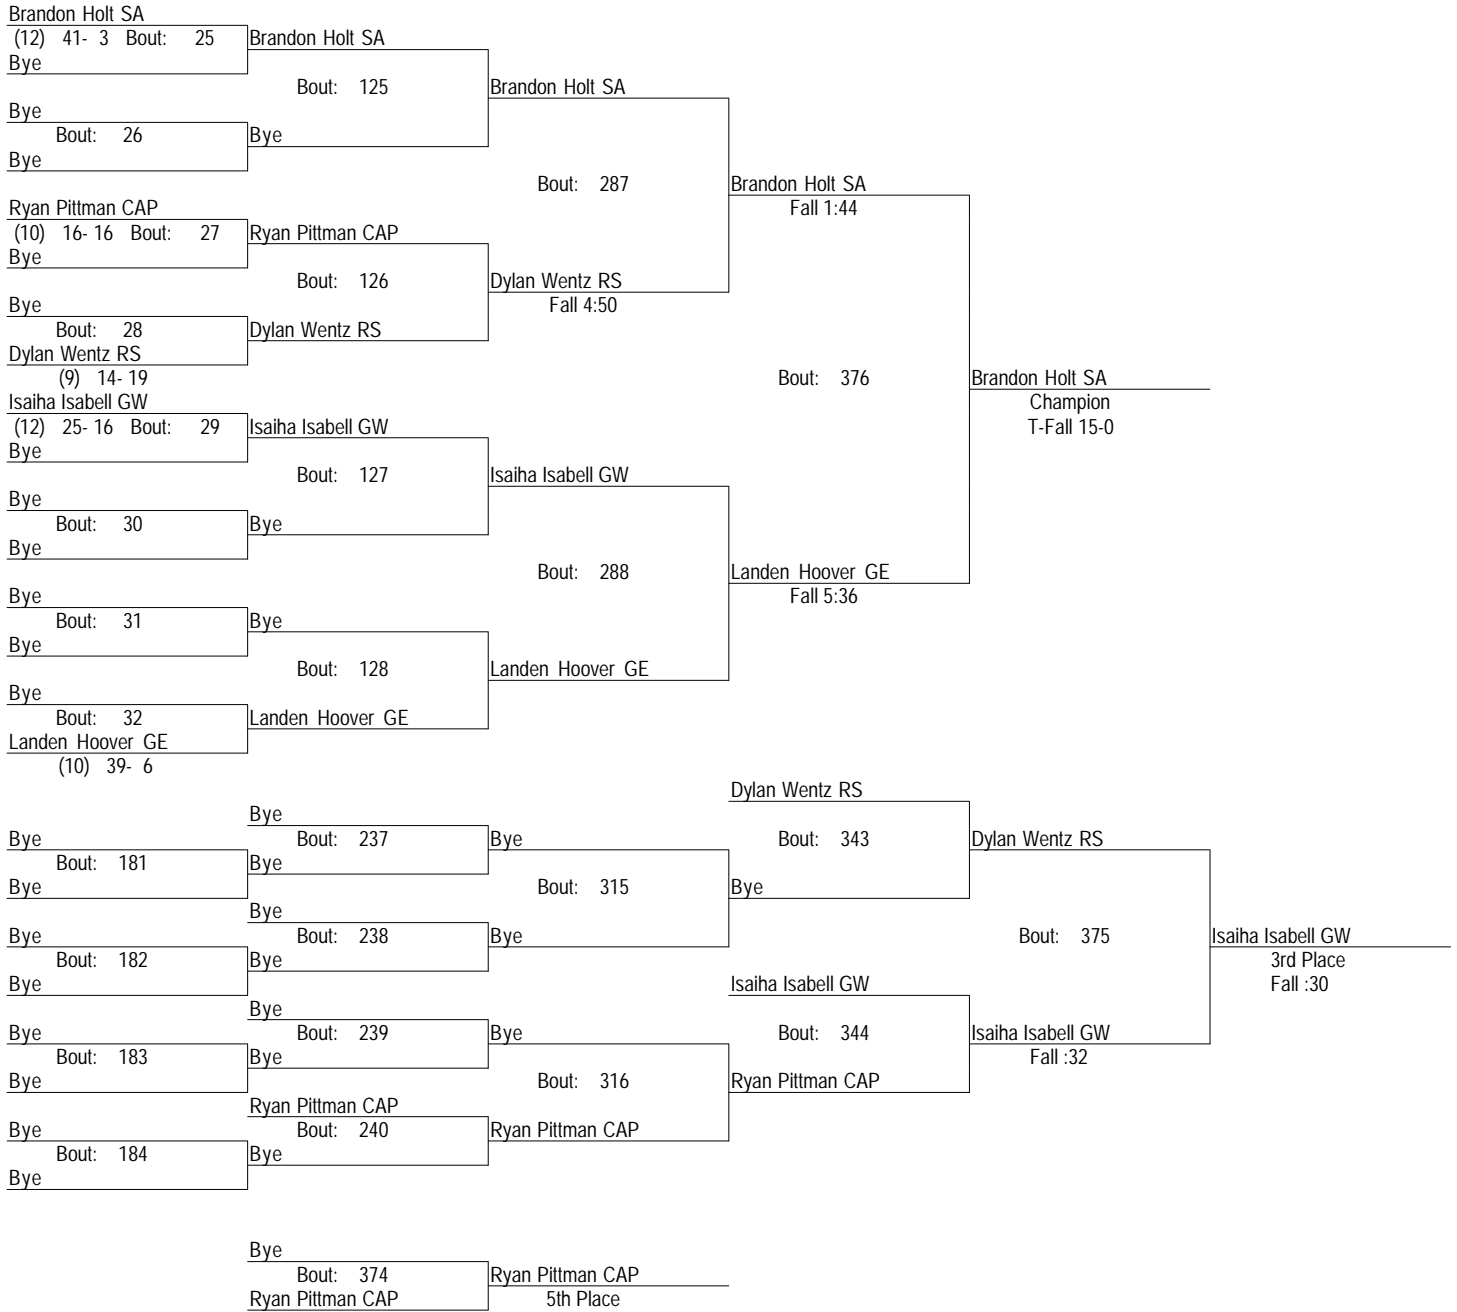 Brandon Holt SA
(12) 41- 3 Bout: 25 Brandon Holt SA
Bye
Bout: 125 Brandon Holt SA
Bye
Bout: 26 Bye
Bye
Bout: 287 Brandon Holt SA
Fall 1:44
Ryan Pittman CAP
(10) 16- 16 Bout: 27 Ryan Pittman CAP
Bye
Bout: 126 Dylan Wentz RS
Bye Fall 4:50
Bout: 28 Dylan Wentz RS
Dylan Wentz RS
(9) 14- 19 Bout: 376 Brandon Holt SA
Isaiha Isabell GW Champion
(12) 25- 16 Bout: 29 Isaiha Isabell GW T-Fall 15-0
Bye
Bout: 127 Isaiha Isabell GW
Bye
Bout: 30 Bye
Bye
Bout: 288 Landen Hoover GE
Bye Fall 5:36
Bout: 31 Bye
Bye
Bout: 128 Landen Hoover GE
Bye
Bout: 32 Landen Hoover GE
Landen Hoover GE
(10) 39- 6
Dylan Wentz RS
Bye
Bye Bout: 237 Bye Bout: 343 Dylan Wentz RS
Bout: 181 Bye
Bye Bout: 315 Bye
Bye
Bye Bout: 238 Bye Bout: 375 Isaiha Isabell GW
Bout: 182 Bye 3rd Place
Bye Isaiha Isabell GW Fall :30
Bye
Bye Bout: 239 Bye Bout: 344 Isaiha Isabell GW
Bout: 183 Bye Fall :32
Bye Bout: 316 Ryan Pittman CAP
Ryan Pittman CAP
Bye Bout: 240 Ryan Pittman CAP
Bout: 184 Bye
Bye
Bye
Bout: 374 Ryan Pittman CAP
Ryan Pittman CAP 5th Place